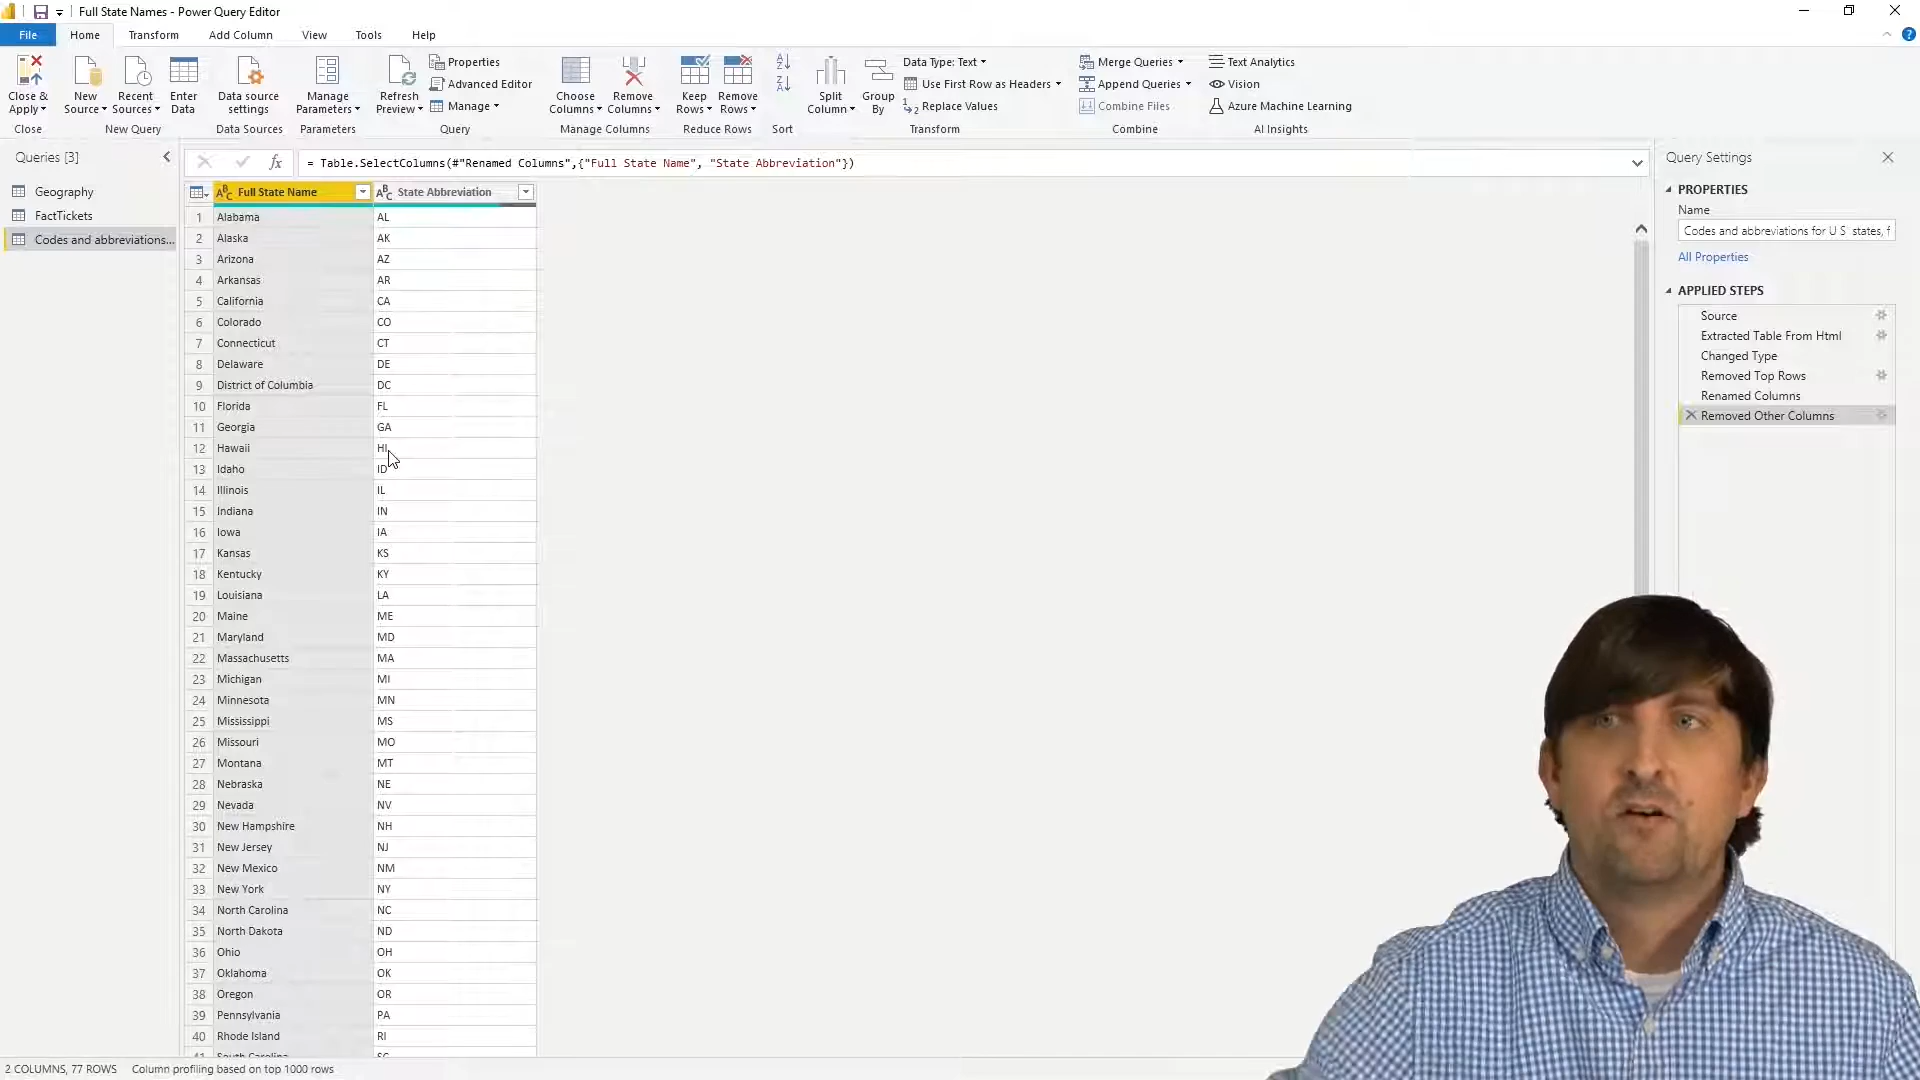 Full State Names - Power Query Editor
File Home Transform Add Column View Tools Help
Close & Apply
New Source
Recent Sources
Enter Data
Data source settings
Manage Parameters
Refresh Preview
Properties
Advanced Editor
Manage
Choose Columns
Remove Columns
Keep Rows
Remove Rows
Split Column
Group By
Data Type: Text
Use First Row as Headers
Replace Values
Merge Queries
Append Queries
Combine Files
Text Analytics
Vision
Azure Machine Learning
Close New Query Data Sources Parameters Query Manage Columns Reduce Rows Sort Transform Combine AI Insights
Queries [3]
Geography
FactTickets
Codes and abbreviations...
= Table.SelectColumns(#"Renamed Columns",{"Full State Name", "State Abbreviation"})
Full State Name State Abbreviation
1 Alabama AL
2 Alaska AK
3 Arizona AZ
4 Arkansas AR
5 California CA
6 Colorado CO
7 Connecticut CT
8 Delaware DE
9 District of Columbia DC
10 Florida FL
11 Georgia GA
12 Hawaii HI
13 Idaho ID
14 Illinois IL
15 Indiana IN
16 Iowa IA
17 Kansas KS
18 Kentucky KY
19 Louisiana LA
20 Maine ME
21 Maryland MD
22 Massachusetts MA
23 Michigan MI
24 Minnesota MN
25 Mississippi MS
26 Missouri MO
27 Montana MT
28 Nebraska NE
29 Nevada NV
30 New Hampshire NH
31 New Jersey NJ
32 New Mexico NM
33 New York NY
34 North Carolina NC
35 North Dakota ND
36 Ohio OH
37 Oklahoma OK
38 Oregon OR
39 Pennsylvania PA
40 Rhode Island RI
41 South Carolina SC
Query Settings
PROPERTIES
Name
Codes and abbreviations for U S states, f
All Properties
APPLIED STEPS
Source
Extracted Table From Html
Changed Type
Removed Top Rows
Renamed Columns
Removed Other Columns
2 COLUMNS, 77 ROWS Column profiling based on top 1000 rows